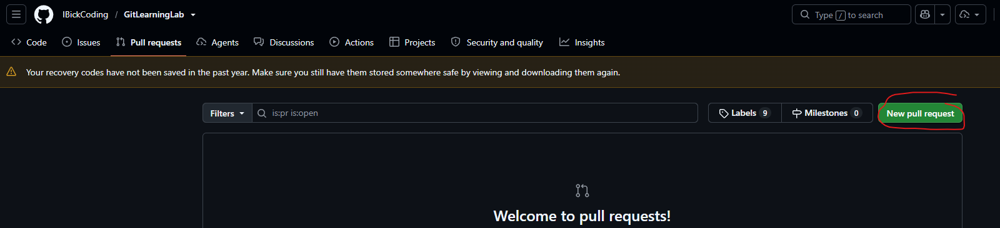 IBickCoding / GitLearningLab
Type / to search
Code Issues Pull requests Agents Discussions Actions Projects Security and quality Insights
Your recovery codes have not been saved in the past year. Make sure you still have them stored somewhere safe by viewing and downloading them again.
Filters is:pr is:open Labels 9 Milestones 0 New pull request
Welcome to pull requests!